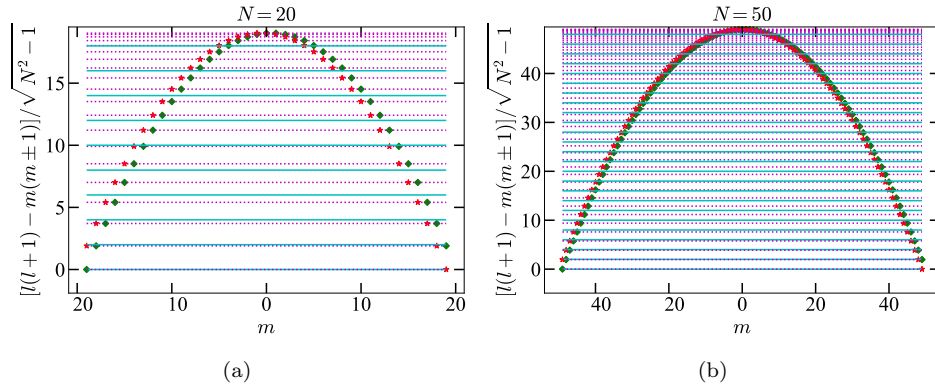 N = 20
[l(l + 1) − m(m ± 1)]/√N² − 1
15
10
5
0
20 10 0 10 20
m
(a)
N = 50
[l(l + 1) − m(m ± 1)]/√N² − 1
40
30
20
10
0
40 20 0 20 40
m
(b)